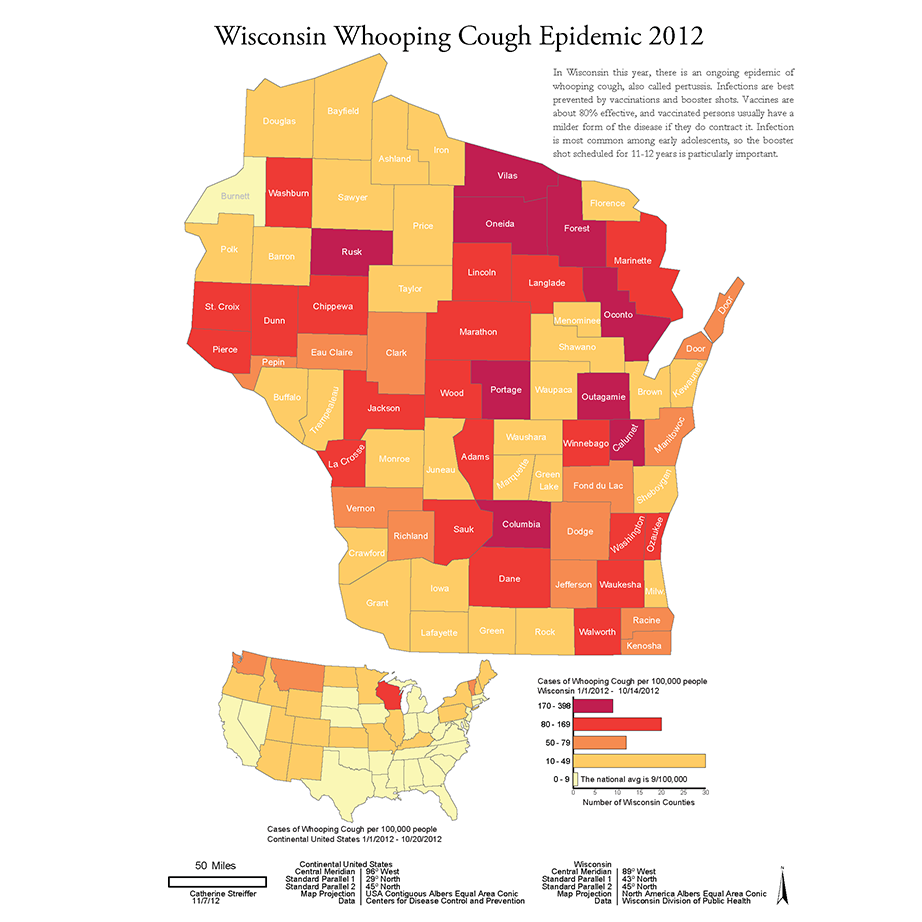 Wisconsin Whooping Cough Epidemic 2012
In Wisconsin this year, there is an ongoing epidemic of
whooping cough, also called pertussis. Infections are best
prevented by vaccinations and booster shots. Vaccines are
about 80% effective, and vaccinated persons usually have a
milder form of the disease if they do contract it. Infection
is most common among early adolescents, so the booster
shot scheduled for 11-12 years is particularly important.
Douglas
Bayfield
Ashland
Iron
Vilas
Burnett
Washburn
Sawyer
Price
Oneida
Forest
Florence
Marinette
Polk
Barron
Rusk
Taylor
Lincoln
Langlade
Oconto
Door
St. Croix
Dunn
Chippewa
Marathon
Menominee
Shawano
Pierce
Pepin
Eau Claire
Clark
Door
Buffalo
Trempealeau
Jackson
Wood
Portage
Waupaca
Outagamie
Brown
Kewaunee
La Crosse
Monroe
Juneau
Adams
Waushara
Winnebago
Calumet
Manitowoc
Marquette
Green
Lake
Fond du Lac
Sheboygan
Vernon
Richland
Sauk
Columbia
Dodge
Washington
Ozaukee
Crawford
Grant
Iowa
Dane
Jefferson
Waukesha
Milw.
Lafayette
Green
Rock
Walworth
Racine
Kenosha
Cases of Whooping Cough per 100,000 people
Wisconsin 1/1/2012 - 10/14/2012
170 - 398
80 - 169
50 - 79
10 - 49
0 - 9 The national avg is 9/100,000
0 5 10 15 20 25 30
Number of Wisconsin Counties
Cases of Whooping Cough per 100,000 people
Continental United States 1/1/2012 - 10/20/2012
50 Miles
Catherine Streiffer
11/7/12
Continental United States
Central Meridian 96° West
Standard Parallel 1 29° North
Standard Parallel 2 45° North
Map Projection USA Contiguous Albers Equal Area Conic
Data Centers for Disease Control and Prevention
Wisconsin
Central Meridian 89° West
Standard Parallel 1 43° North
Standard Parallel 2 45° North
Map Projection North America Albers Equal Area Conic
Data Wisconsin Division of Public Health